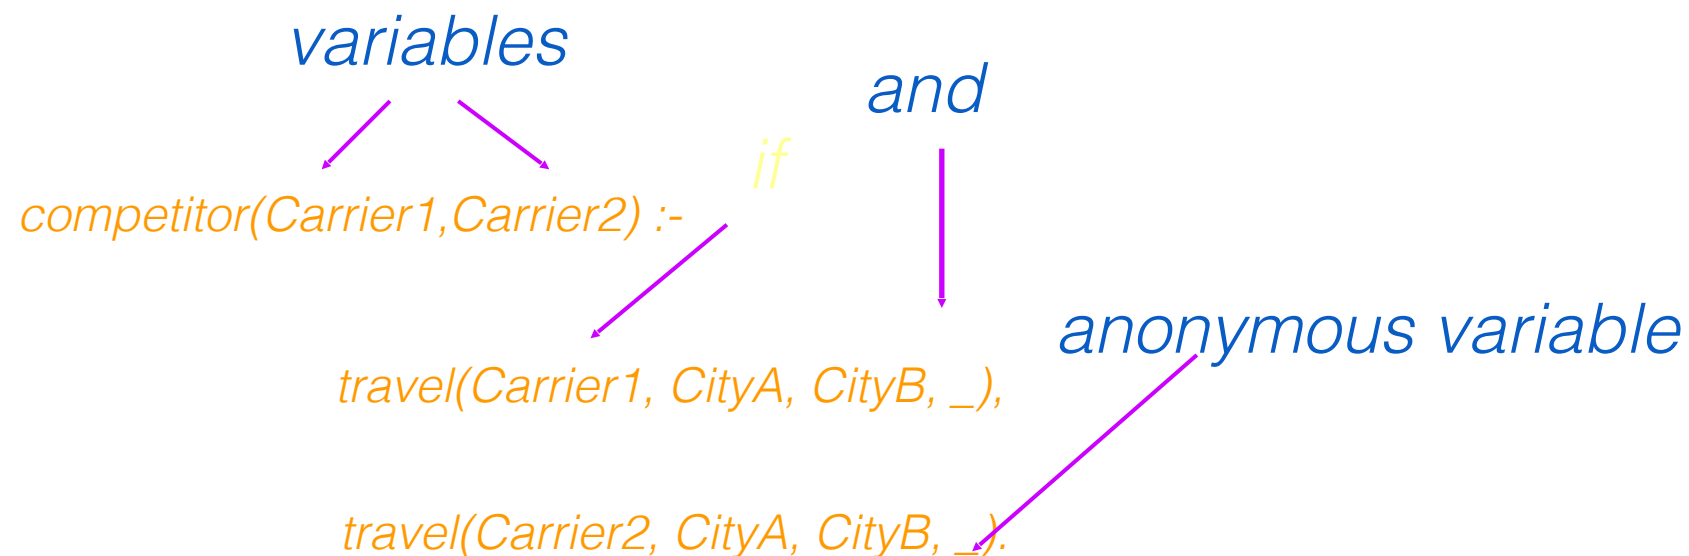 variables
and
if
competitor(Carrier1,Carrier2) :-
anonymous variable
travel(Carrier1, CityA, CityB, _),
travel(Carrier2, CityA, CityB, _).